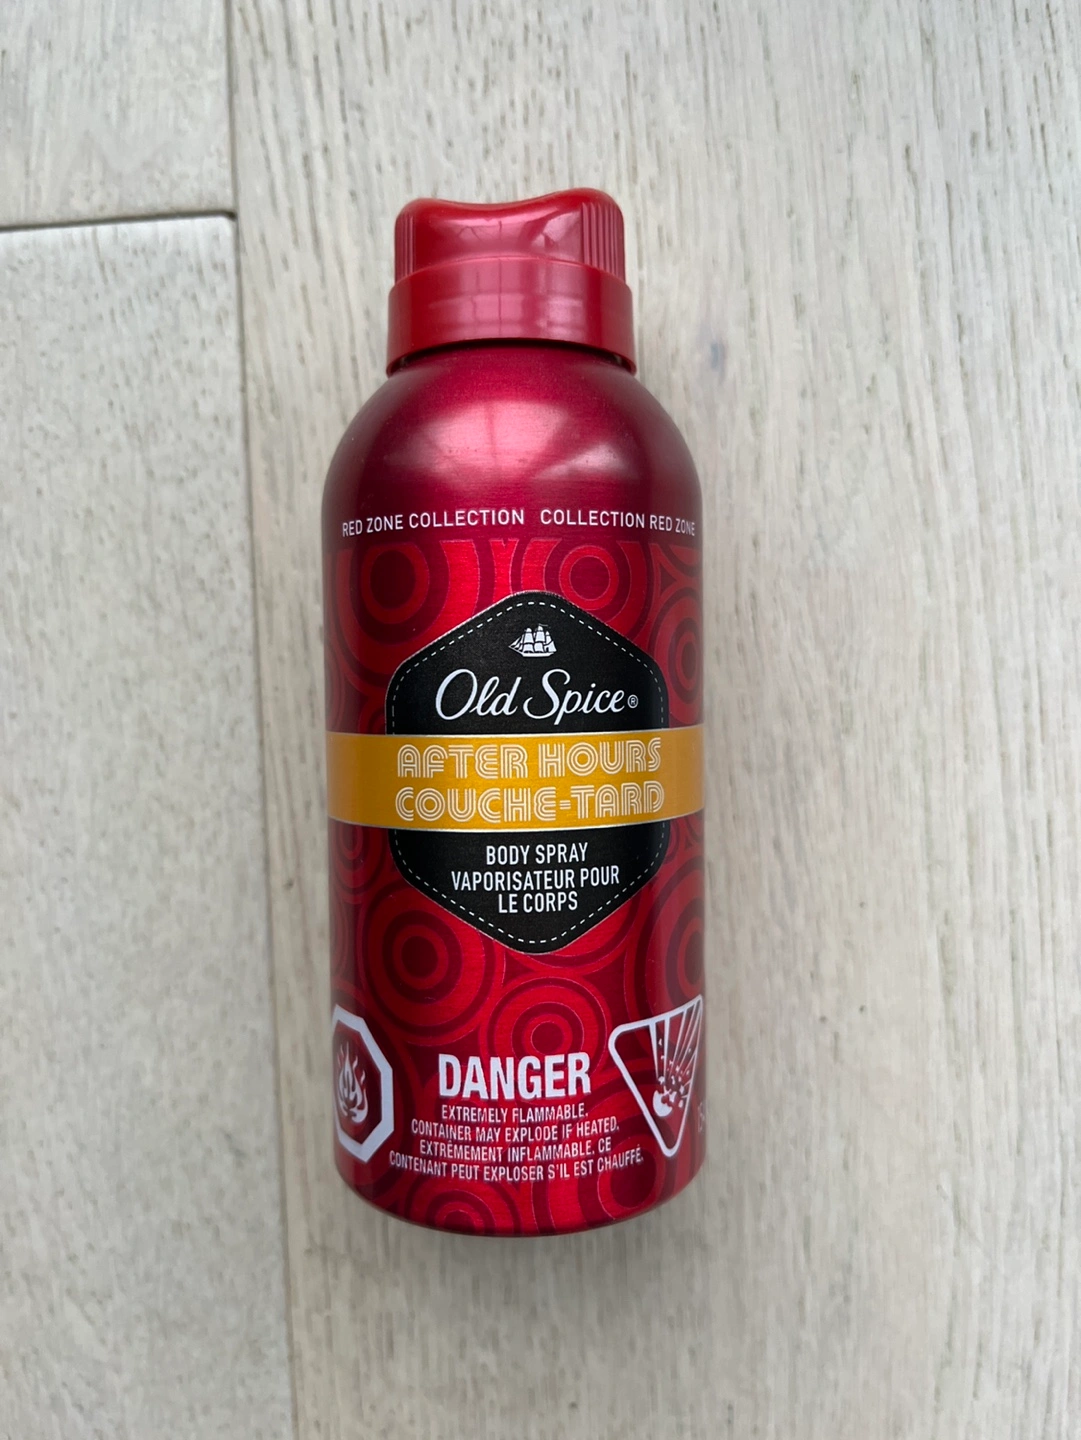 RED ZONE COLLECTION COLLECTION RED ZONE
Old Spice®
AFTER HOURS
COUCHE-TARD
BODY SPRAY
VAPORISATEUR POUR
LE CORPS
DANGER
EXTREMELY FLAMMABLE.
CONTAINER MAY EXPLODE IF HEATED.
EXTRÊMEMENT INFLAMMABLE. CE
CONTENANT PEUT EXPLOSER S'IL EST CHAUFFÉ.